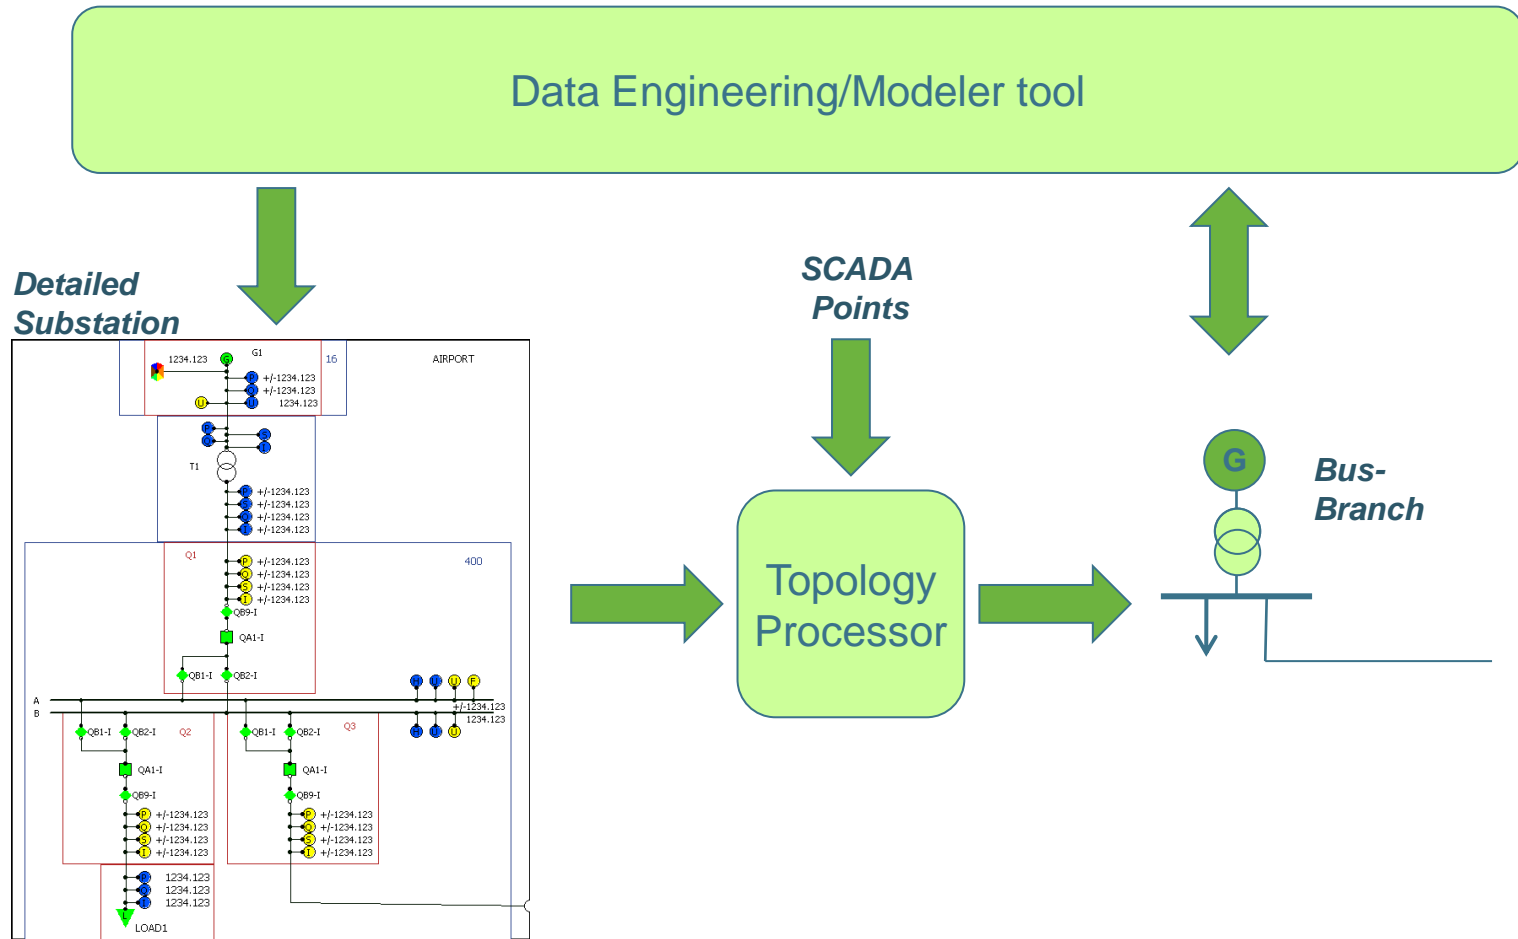 Data Engineering/Modeler tool
Detailed
Substation
SCADA
Points
AIRPORT
1234.123
G
G1
16
P +/-1234.123
Q +/-1234.123
U
U 1234.123
P
S
Q
I
T1
P +/-1234.123
S +/-1234.123
Q +/-1234.123
I +/-1234.123
Q1
400
P +/-1234.123
Q +/-1234.123
S +/-1234.123
I +/-1234.123
QB9-I
QA1-I
QB1-I
QB2-I
H U U F
A
+/-1234.123
B
1234.123
H U U
QB1-I
QB2-I
Q2
QB1-I
QB2-I
Q3
QA1-I
QA1-I
QB9-I
QB9-I
P +/-1234.123
P +/-1234.123
Q +/-1234.123
Q +/-1234.123
S +/-1234.123
S +/-1234.123
I +/-1234.123
I +/-1234.123
P 1234.123
Q 1234.123
I 1234.123
L
LOAD1
Topology
Processor
G
Bus-
Branch